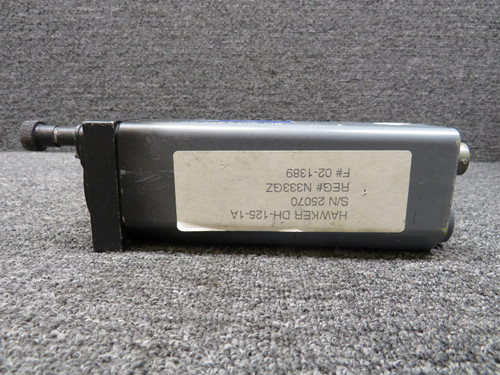 HAWKER DH-125-1A
S/N 25070
REG# N333GZ
F# 02-1389